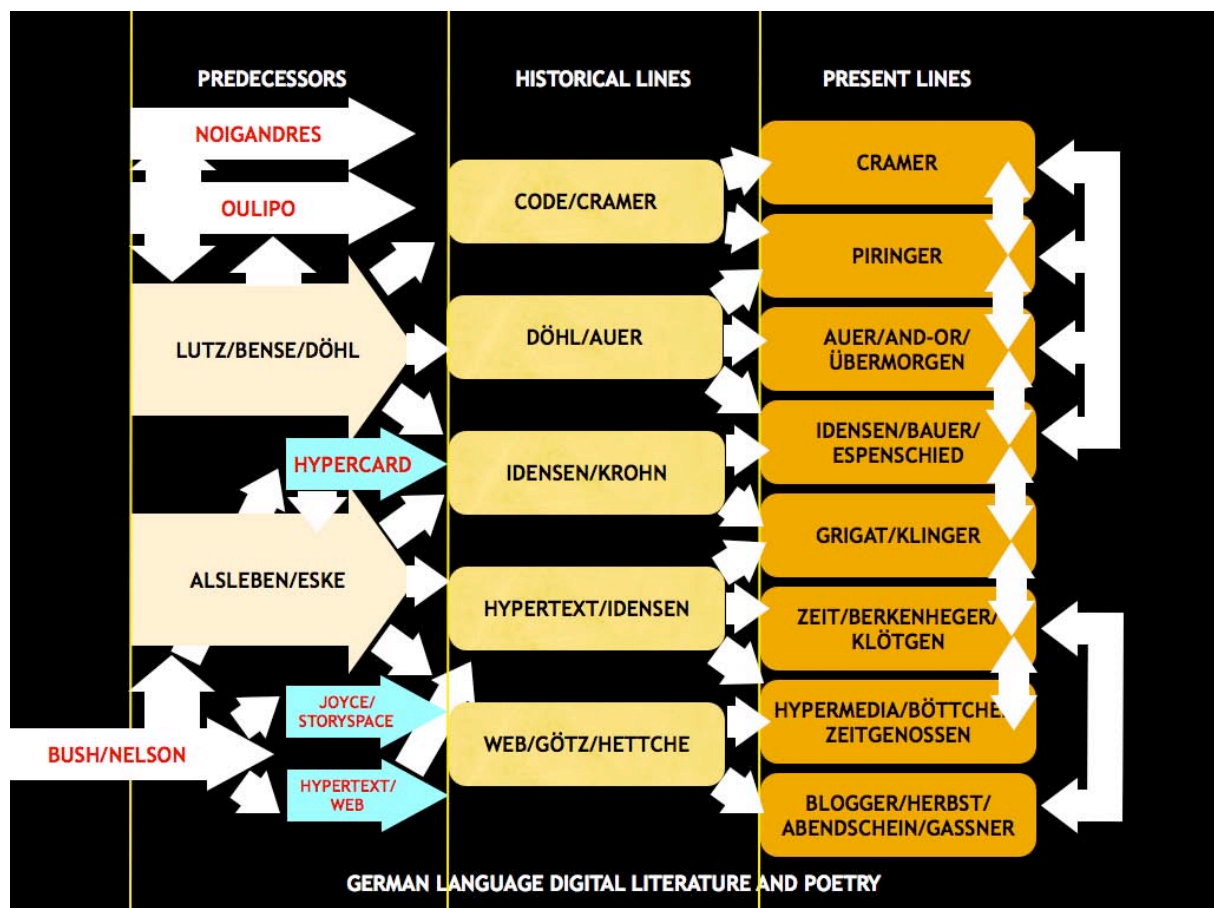 PREDECESSORS
HISTORICAL LINES
PRESENT LINES
NOIGANDRES
OULIPO
LUTZ/BENSE/DÖHL
HYPERCARD
ALSLEBEN/ESKE
JOYCE/
STORYSPACE
BUSH/NELSON
HYPERTEXT/
WEB
CODE/CRAMER
DÖHL/AUER
IDENSEN/KROHN
HYPERTEXT/IDENSEN
WEB/GÖTZ/HETTCHE
CRAMER
PIRINGER
AUER/AND-OR/
ÜBERMORGEN
IDENSEN/BAUER/
ESPENSCHIED
GRIGAT/KLINGER
ZEIT/BERKENHEGER/
KLÖTGEN
HYPERMEDIA/BÖTTCHER/
ZEITGENOSSEN
BLOGGER/HERBST/
ABENDSCHEIN/GASSNER
GERMAN LANGUAGE DIGITAL LITERATURE AND POETRY